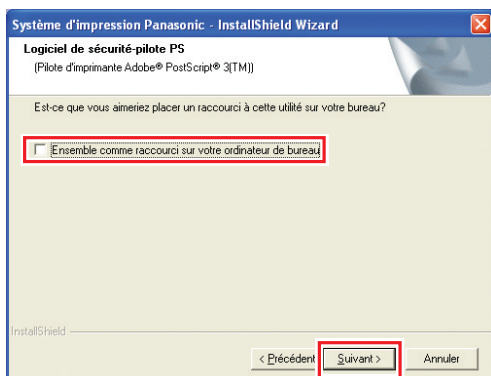 Système d'impression Panasonic - InstallShield Wizard
Logiciel de sécurité-pilote PS
(Pilote d'imprimante Adobe® PostScript® 3(TM))
Est-ce que vous aimeriez placer un raccourci à cette utilité sur votre bureau?
Ensemble comme raccourci sur votre ordinateur de bureau
InstallShield
< Précédent Suivant > Annuler